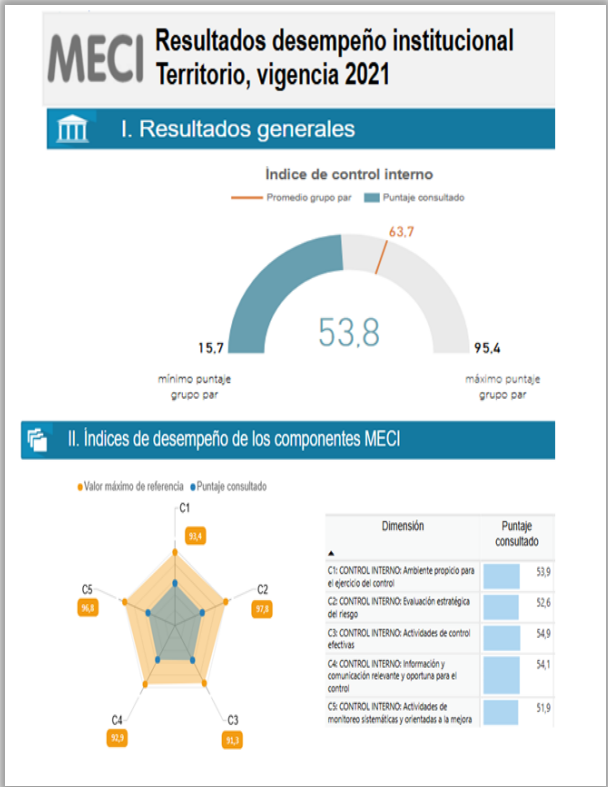 MECI
Resultados desempeño institucional
Territorio, vigencia 2021
I. Resultados generales
Índice de control interno
Promedio grupo par
Puntaje consultado
63,7
53,8
15,7
95,4
mínimo puntaje
grupo par
máximo puntaje
grupo par
II. Índices de desempeño de los componentes MECI
Valor máximo de referencia
Puntaje consultado
C1
93,4
C5
96,8
C2
97,8
C4
92,9
C3
91,3
Dimensión
Puntaje
consultado
C1: CONTROL INTERNO: Ambiente propicio para
el ejercicio del control
53,9
C2: CONTROL INTERNO: Evaluación estratégica
del riesgo
52,6
C3: CONTROL INTERNO: Actividades de control
efectivas
54,9
C4: CONTROL INTERNO: Información y
comunicación relevante y oportuna para el
control
54,1
C5: CONTROL INTERNO: Actividades de
monitoreo sistemáticas y orientadas a la mejora
51,9